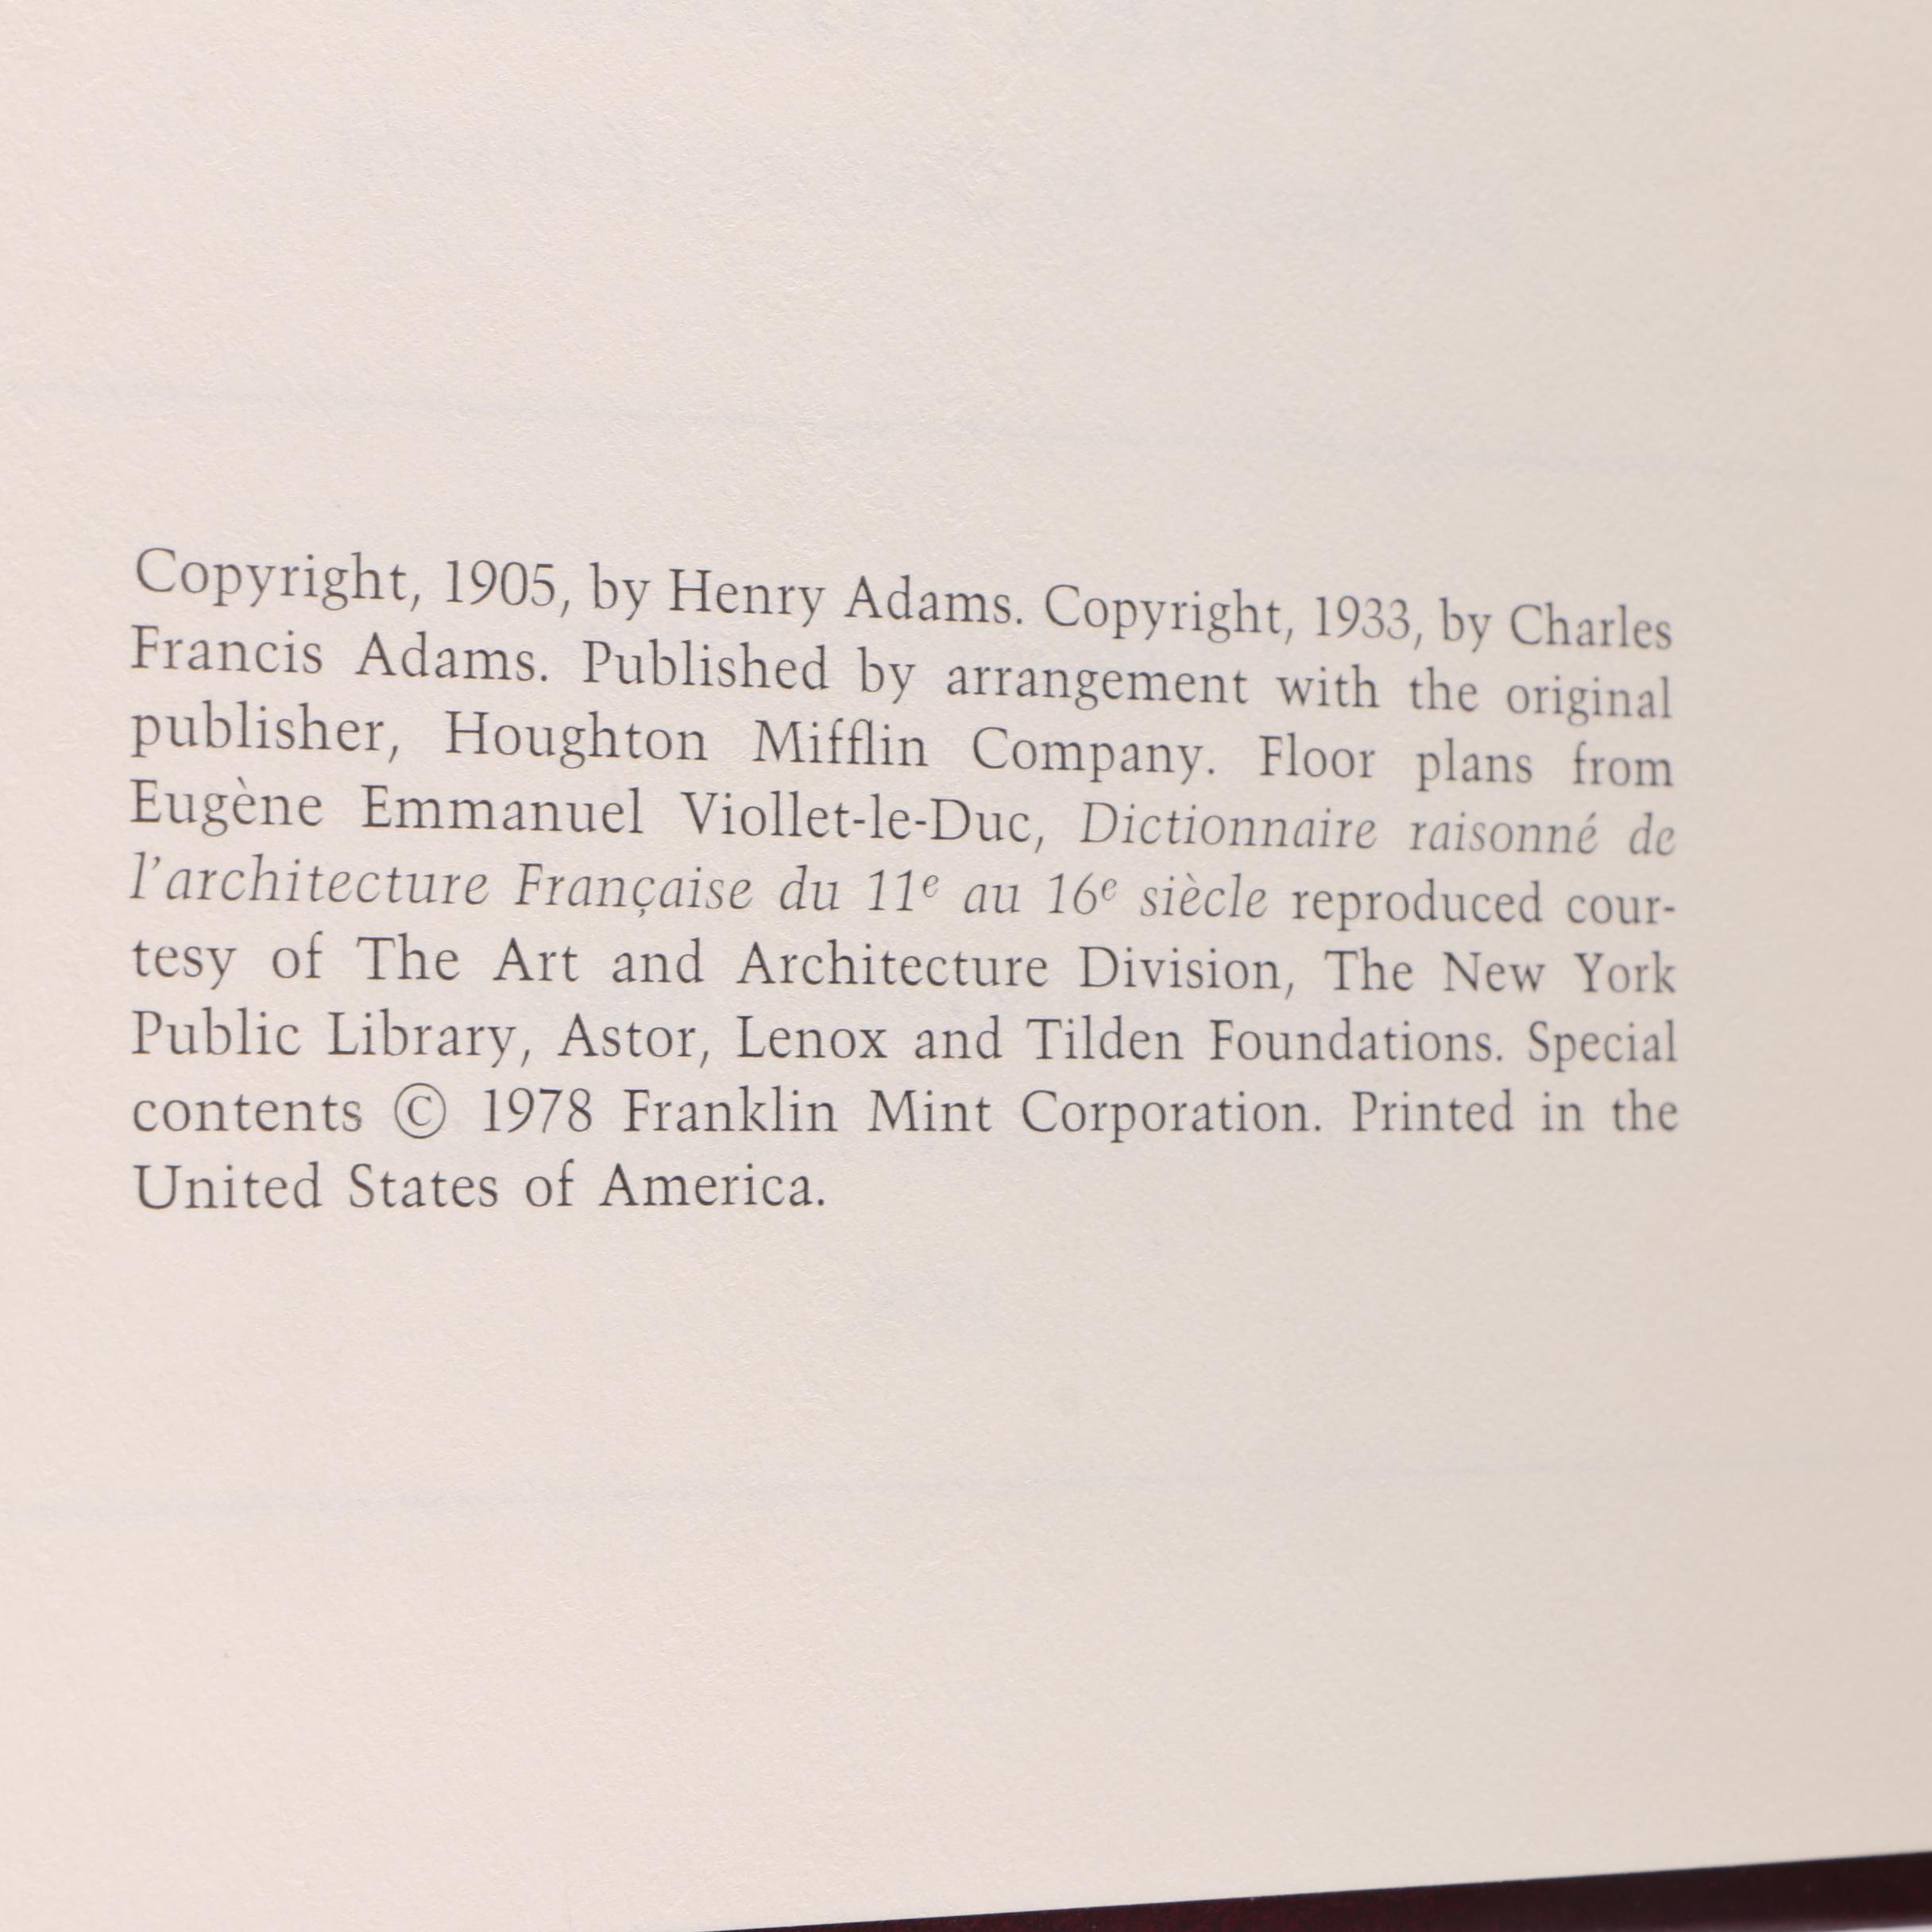 Copyright, 1905, by Henry Adams. Copyright, 1933, by Charles
Francis Adams. Published by arrangement with the original
publisher, Houghton Mifflin Company. Floor plans from
Eugène Emmanuel Viollet-le-Duc, Dictionnaire raisonné de
l’architecture Française du 11e au 16e siècle reproduced cour-
tesy of The Art and Architecture Division, The New York
Public Library, Astor, Lenox and Tilden Foundations. Special
contents © 1978 Franklin Mint Corporation. Printed in the
United States of America.